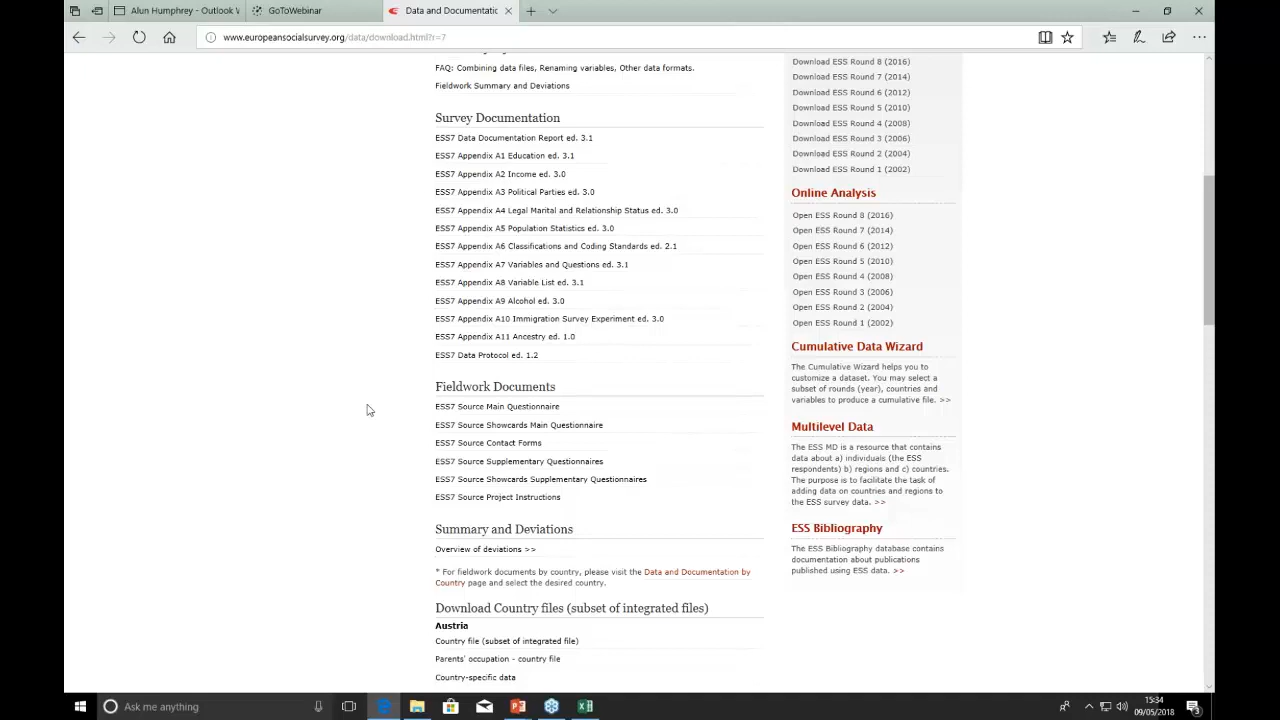 Alun Humphrey - Outlook
GoToWebinar
Data and Documentatic
www.europeansocialsurvey.org/data/download.html?r=7
FAQ: Combining data files, Renaming variables, Other data formats.
Fieldwork Summary and Deviations
Survey Documentation
ESS7 Data Documentation Report ed. 3.1
ESS7 Appendix A1 Education ed. 3.1
ESS7 Appendix A2 Income ed. 3.0
ESS7 Appendix A3 Political Parties ed. 3.0
ESS7 Appendix A4 Legal Marital and Relationship Status ed. 3.0
ESS7 Appendix A5 Population Statistics ed. 3.0
ESS7 Appendix A6 Classifications and Coding Standards ed. 2.1
ESS7 Appendix A7 Variables and Questions ed. 3.1
ESS7 Appendix A8 Variable List ed. 3.1
ESS7 Appendix A9 Alcohol ed. 3.0
ESS7 Appendix A10 Immigration Survey Experiment ed. 3.0
ESS7 Appendix A11 Ancestry ed. 1.0
ESS7 Data Protocol ed. 1.2
Fieldwork Documents
ESS7 Source Main Questionnaire
ESS7 Source Showcards Main Questionnaire
ESS7 Source Contact Forms
ESS7 Source Supplementary Questionnaires
ESS7 Source Showcards Supplementary Questionnaires
ESS7 Source Project Instructions
Summary and Deviations
Overview of deviations >>
* For fieldwork documents by country, please visit the Data and Documentation by
Country page and select the desired country.
Download Country files (subset of integrated files)
Austria
Country file (subset of integrated file)
Parents' occupation - country file
Country-specific data
Download ESS Round 8 (2016)
Download ESS Round 7 (2014)
Download ESS Round 6 (2012)
Download ESS Round 5 (2010)
Download ESS Round 4 (2008)
Download ESS Round 3 (2006)
Download ESS Round 2 (2004)
Download ESS Round 1 (2002)
Online Analysis
Open ESS Round 8 (2016)
Open ESS Round 7 (2014)
Open ESS Round 6 (2012)
Open ESS Round 5 (2010)
Open ESS Round 4 (2008)
Open ESS Round 3 (2006)
Open ESS Round 2 (2004)
Open ESS Round 1 (2002)
Cumulative Data Wizard
The Cumulative Wizard helps you to
customize a dataset. You may select a
subset of rounds (year), countries and
variables to produce a cumulative file. >>
Multilevel Data
The ESS MD is a resource that contains
data about a) individuals (the ESS
respondents) b) regions and c) countries.
The purpose is to facilitate the task of
adding data on countries and regions to
the ESS survey data. >>
ESS Bibliography
The ESS Bibliography database contains
documentation about publications
published using ESS data. >>
Ask me anything
15:34
09/05/2018